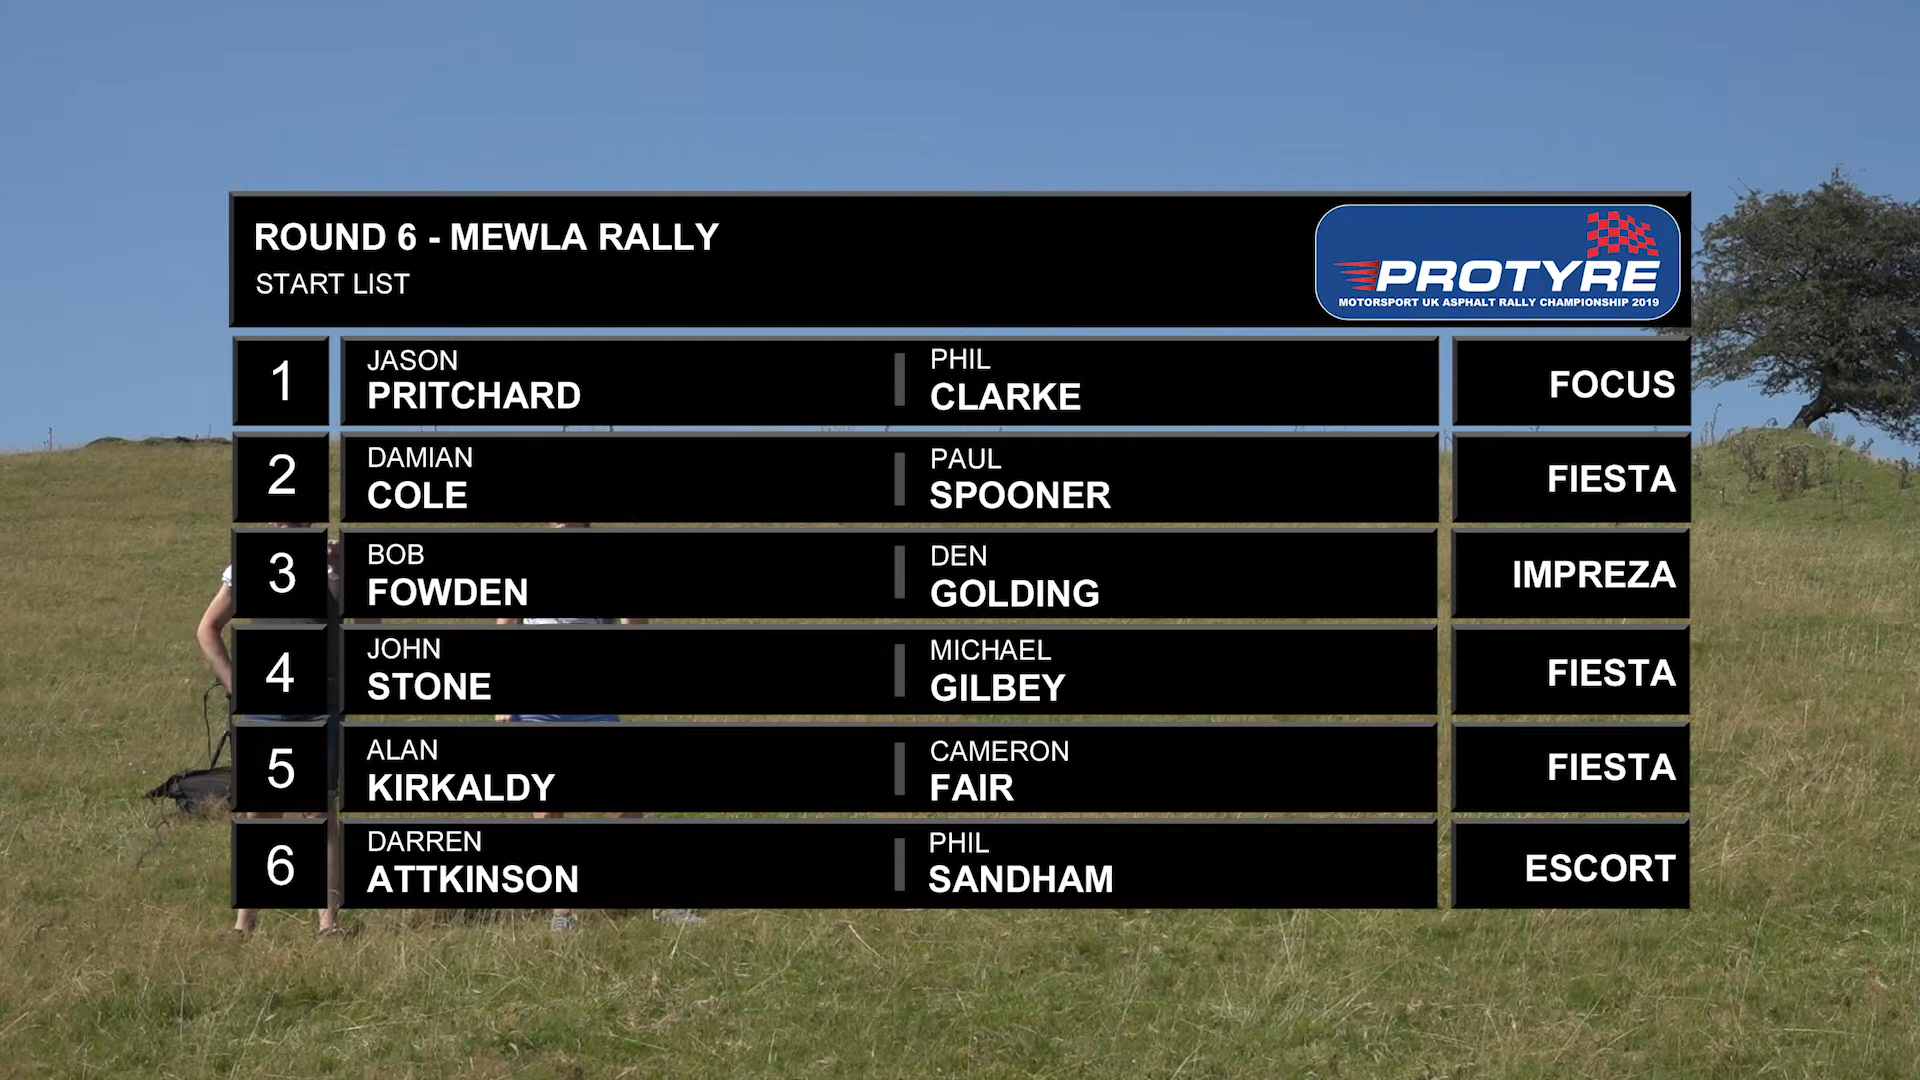 ROUND 6 - MEWLA RALLY
START LIST
PROTYRE
MOTORSPORT UK ASPHALT RALLY CHAMPIONSHIP 2019
1
JASON
PRITCHARD
PHIL
CLARKE
FOCUS
2
DAMIAN
COLE
PAUL
SPOONER
FIESTA
3
BOB
FOWDEN
DEN
GOLDING
IMPREZA
4
JOHN
STONE
MICHAEL
GILBEY
FIESTA
5
ALAN
KIRKALDY
CAMERON
FAIR
FIESTA
6
DARREN
ATTKINSON
PHIL
SANDHAM
ESCORT